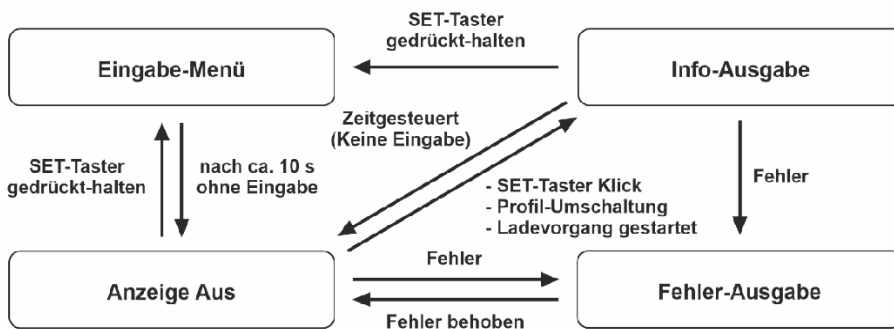 SET-Taster
gedrückt-halten
Eingabe-Menü
Info-Ausgabe
Zeitgesteuert
(Keine Eingabe)
SET-Taster
gedrückt-halten
nach ca. 10 s
ohne Eingabe
- SET-Taster Klick
- Profil-Umschaltung
- Ladevorgang gestartet
Fehler
Anzeige Aus
Fehler
Fehler behoben
Fehler-Ausgabe